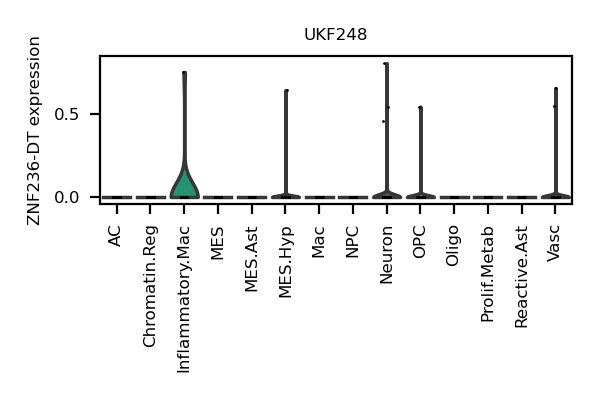 UKF248
ZNF236-DT expression
0.5
0.0
AC
Chromatin.Reg
Inflammatory.Mac
MES
MES.Ast
MES.Hyp
Mac
NPC
Neuron
OPC
Oligo
Prolif.Metab
Reactive.Ast
Vasc